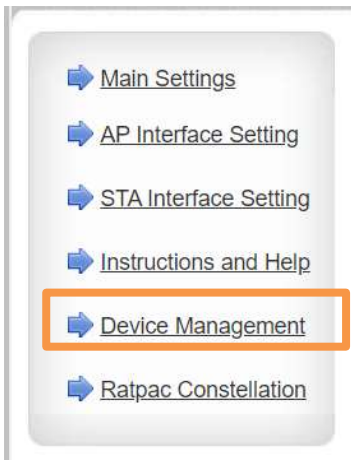 Main Settings
AP Interface Setting
STA Interface Setting
Instructions and Help
Device Management
Ratpac Constellation